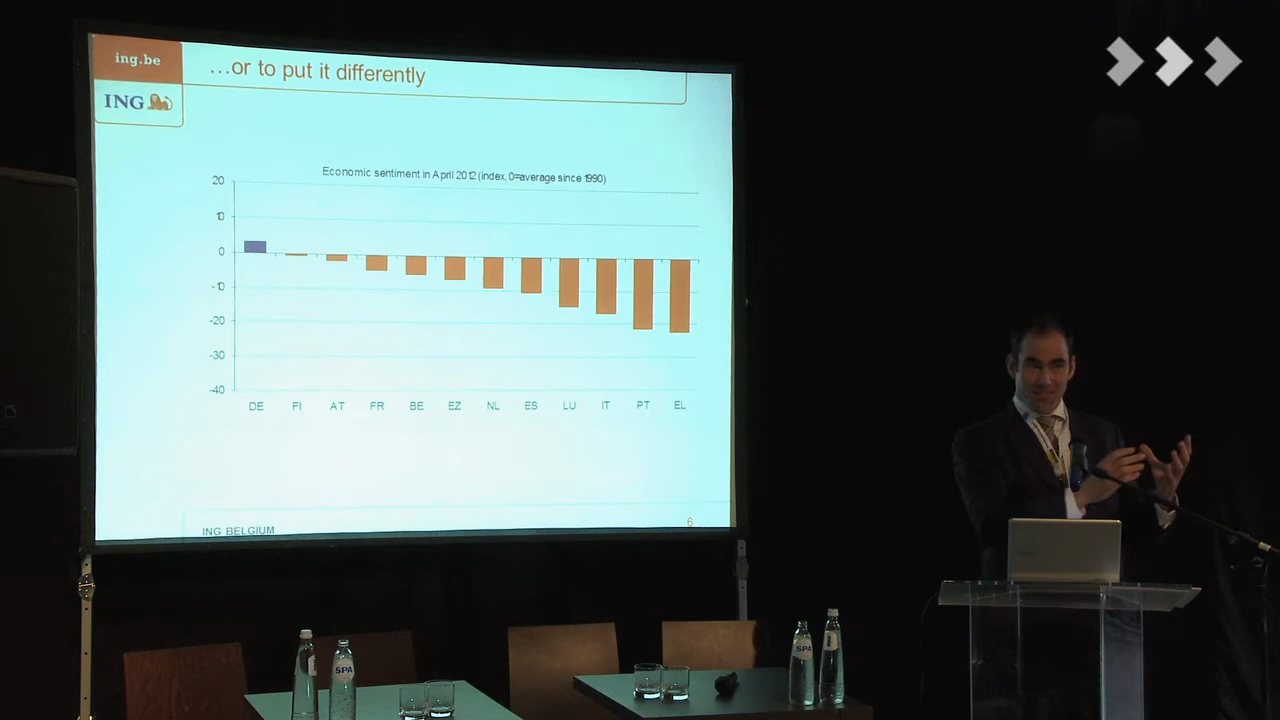 ing.be
ING
...or to put it differently
Economic sentiment in April 2012 (index, 0=average since 1990)
20
10
0
-10
-20
-30
-40
DE FI AT FR BE EZ NL ES LU IT PT EL
ING BELGIUM
6
SPA
SPA